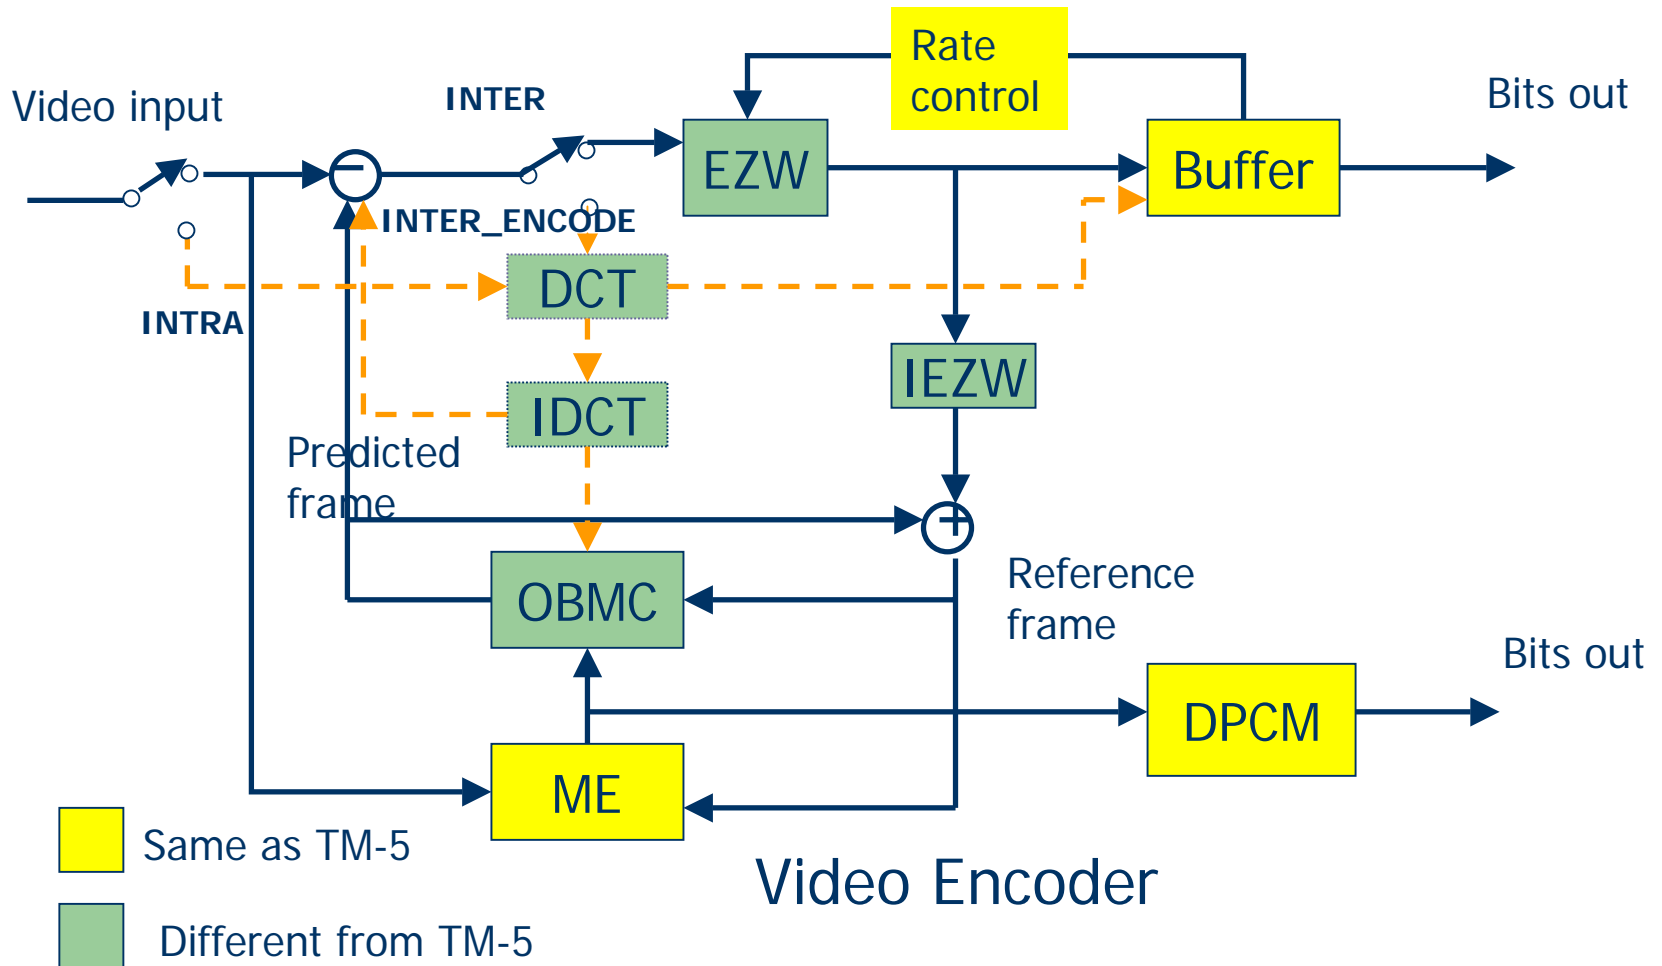 Rate
control
Video input
INTER
Bits out
EZW
Buffer
INTER_ENCODE
DCT
INTRA
IEZW
IDCT
Predicted
frame
OBMC
Reference
frame
Bits out
DPCM
ME
Same as TM-5
Video Encoder
Different from TM-5